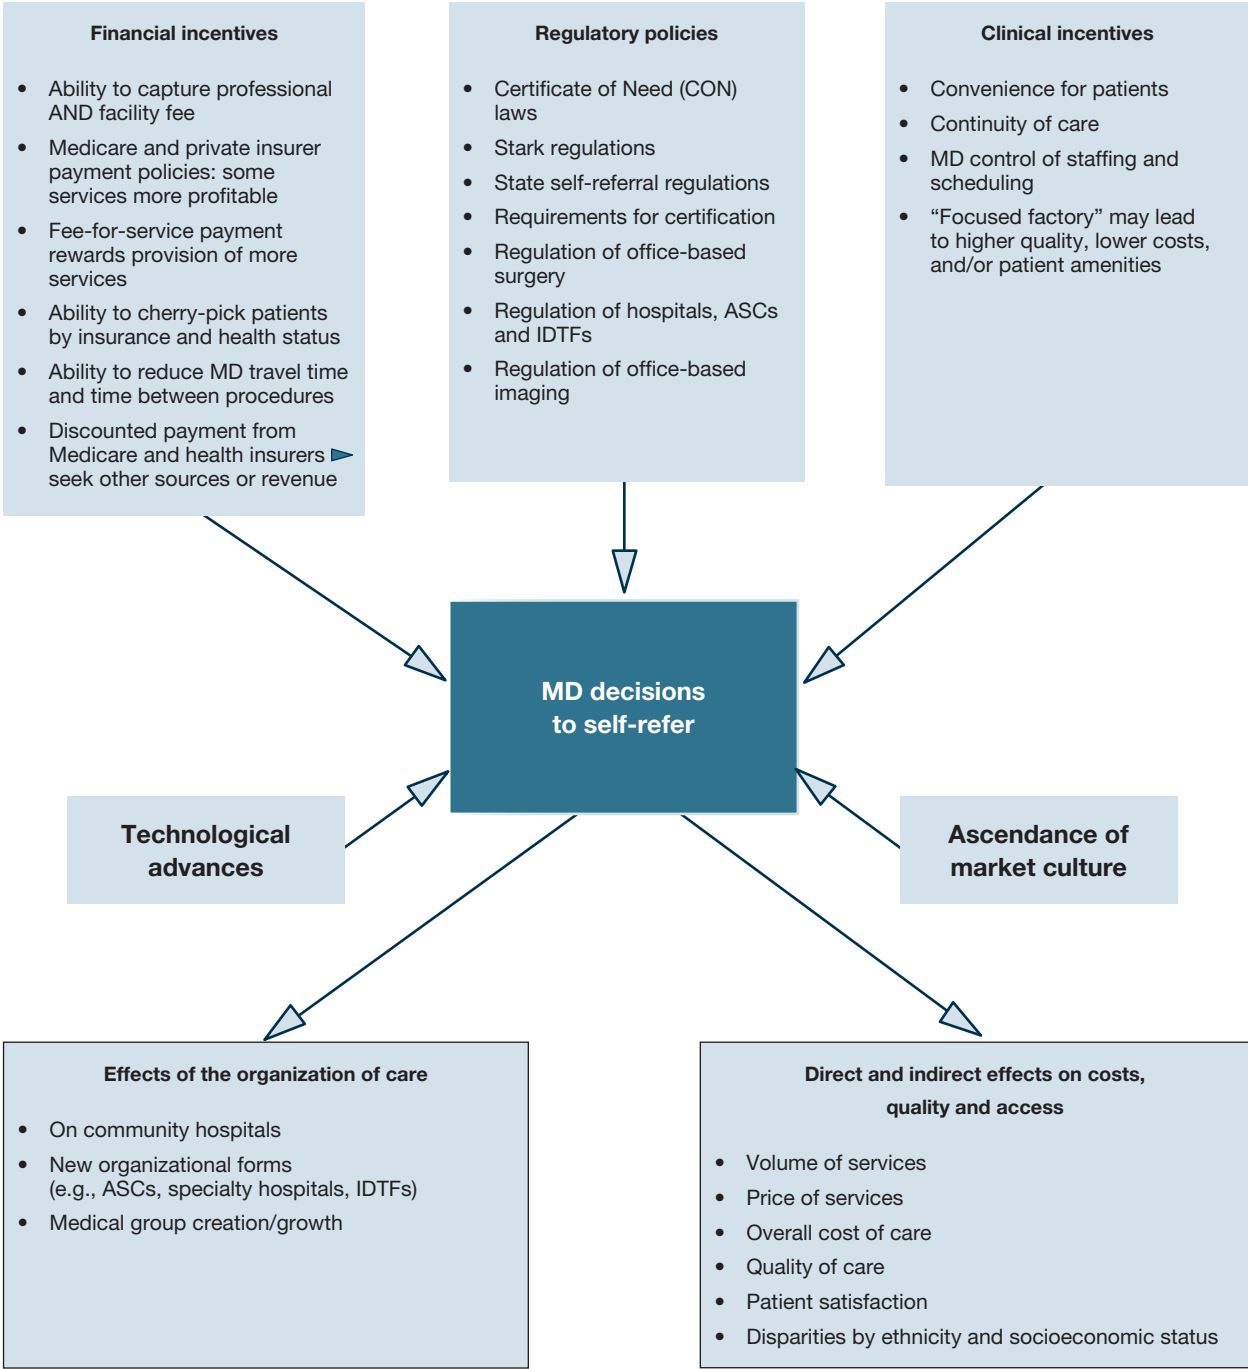 Financial incentives
• Ability to capture professional
AND facility fee
• Medicare and private insurer
payment policies: some
services more profitable
• Fee-for-service payment
rewards provision of more
services
• Ability to cherry-pick patients
by insurance and health status
• Ability to reduce MD travel time
and time between procedures
• Discounted payment from
Medicare and health insurers ►
seek other sources or revenue
Regulatory policies
• Certificate of Need (CON)
laws
• Stark regulations
• State self-referral regulations
• Requirements for certification
• Regulation of office-based
surgery
• Regulation of hospitals, ASCs
and IDTFs
• Regulation of office-based
imaging
Clinical incentives
• Convenience for patients
• Continuity of care
• MD control of staffing and
scheduling
• “Focused factory” may lead
to higher quality, lower costs,
and/or patient amenities
MD decisions
to self-refer
Technological
advances
Ascendance of
market culture
Effects of the organization of care
• On community hospitals
• New organizational forms
(e.g., ASCs, specialty hospitals, IDTFs)
• Medical group creation/growth
Direct and indirect effects on costs,
quality and access
• Volume of services
• Price of services
• Overall cost of care
• Quality of care
• Patient satisfaction
• Disparities by ethnicity and socioeconomic status